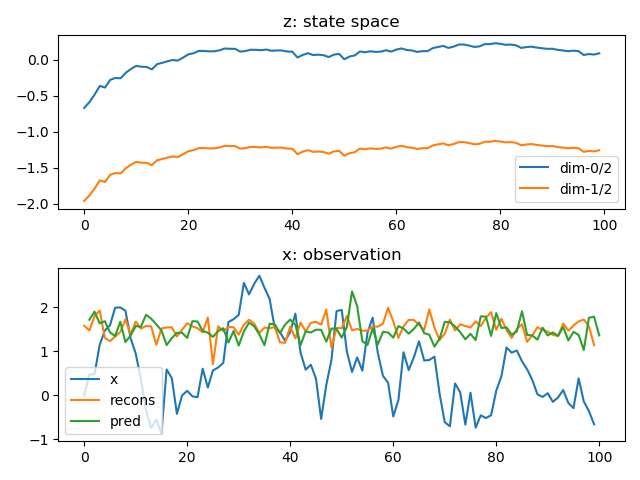 z: state space
0.0
−0.5
−1.0
−1.5
−2.0
dim-0/2
dim-1/2
0 20 40 60 80 100
x: observation
2
1
0
−1
x
recons
pred
0 20 40 60 80 100